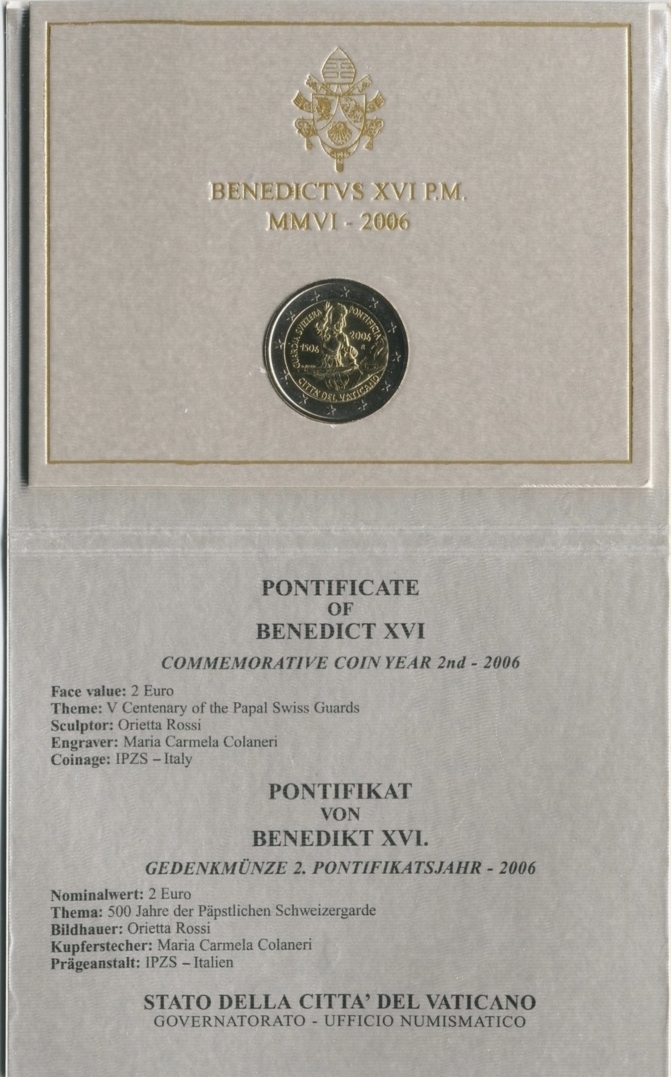 BENEDICTVS XVI P.M.
MMVI - 2006
GUARDIA SVIZZERA PONTIFICIA
1506 2006
R
CITTÀ DEL VATICANO
PONTIFICATE
OF
BENEDICT XVI
COMMEMORATIVE COIN YEAR 2nd - 2006
Face value: 2 Euro
Theme: V Centenary of the Papal Swiss Guards
Sculptor: Orietta Rossi
Engraver: Maria Carmela Colaneri
Coinage: IPZS – Italy
PONTIFIKAT
VON
BENEDIKT XVI.
GEDENKMÜNZE 2. PONTIFIKATSJAHR - 2006
Nominalwert: 2 Euro
Thema: 500 Jahre der Päpstlichen Schweizergarde
Bildhauer: Orietta Rossi
Kupferstecher: Maria Carmela Colaneri
Prägeanstalt: IPZS – Italien
STATO DELLA CITTA' DEL VATICANO
GOVERNATORATO - UFFICIO NUMISMATICO